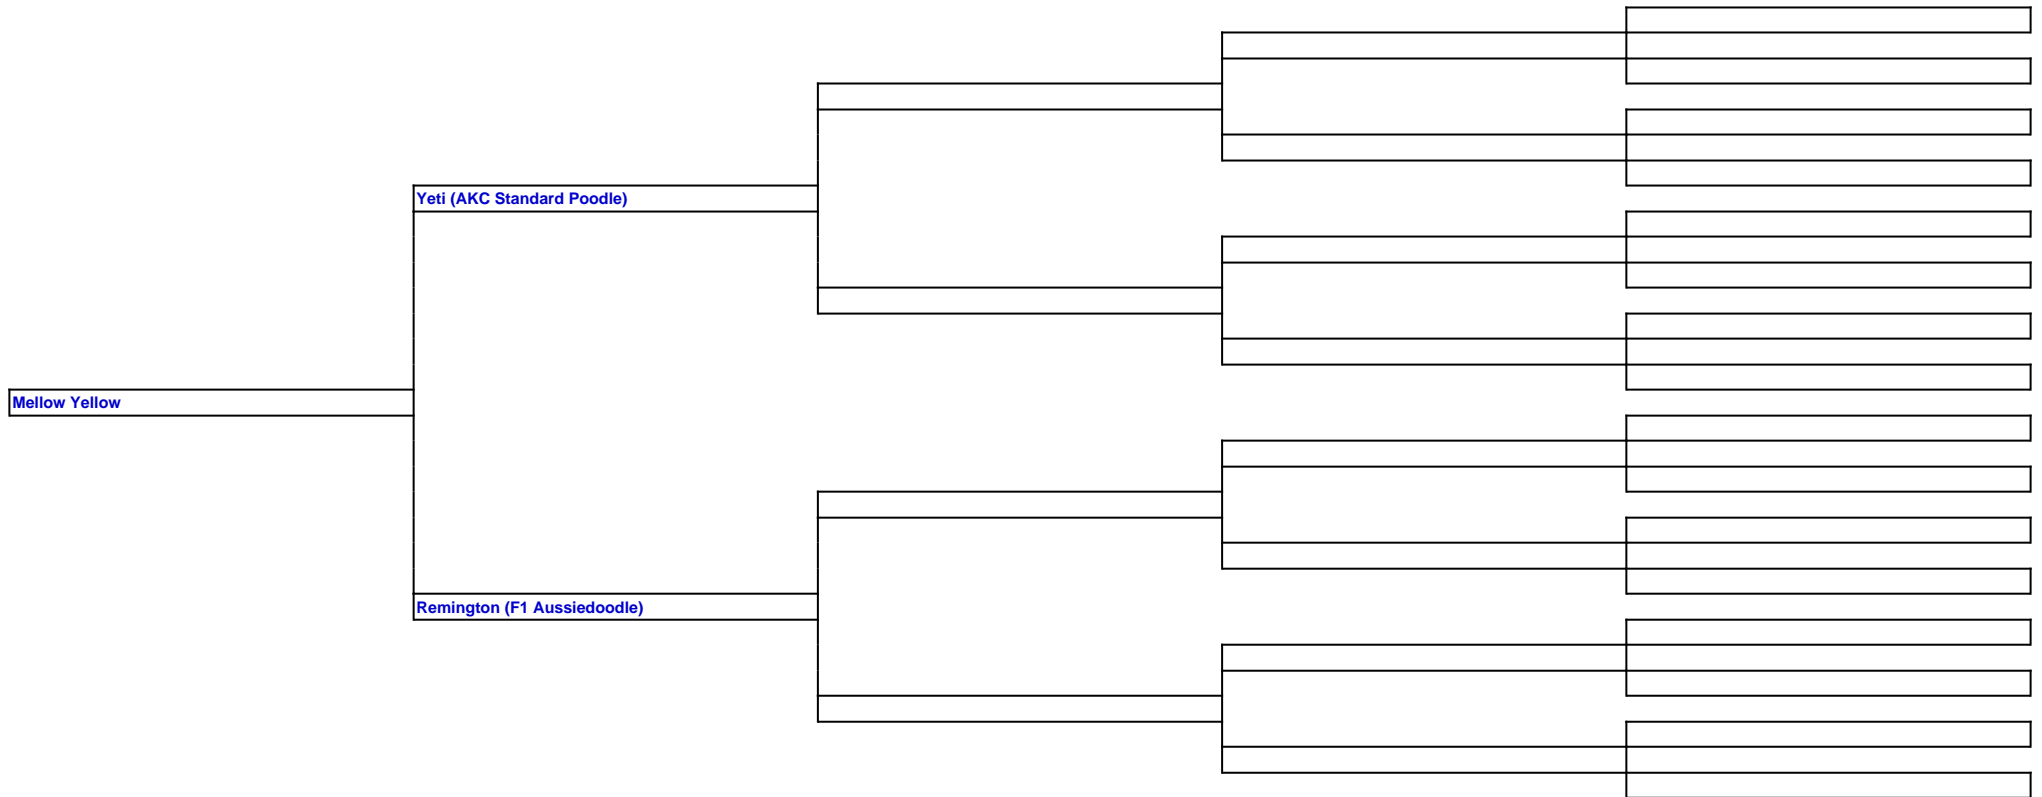 Yeti (AKC Standard Poodle)
Mellow Yellow
Remington (F1 Aussiedoodle)